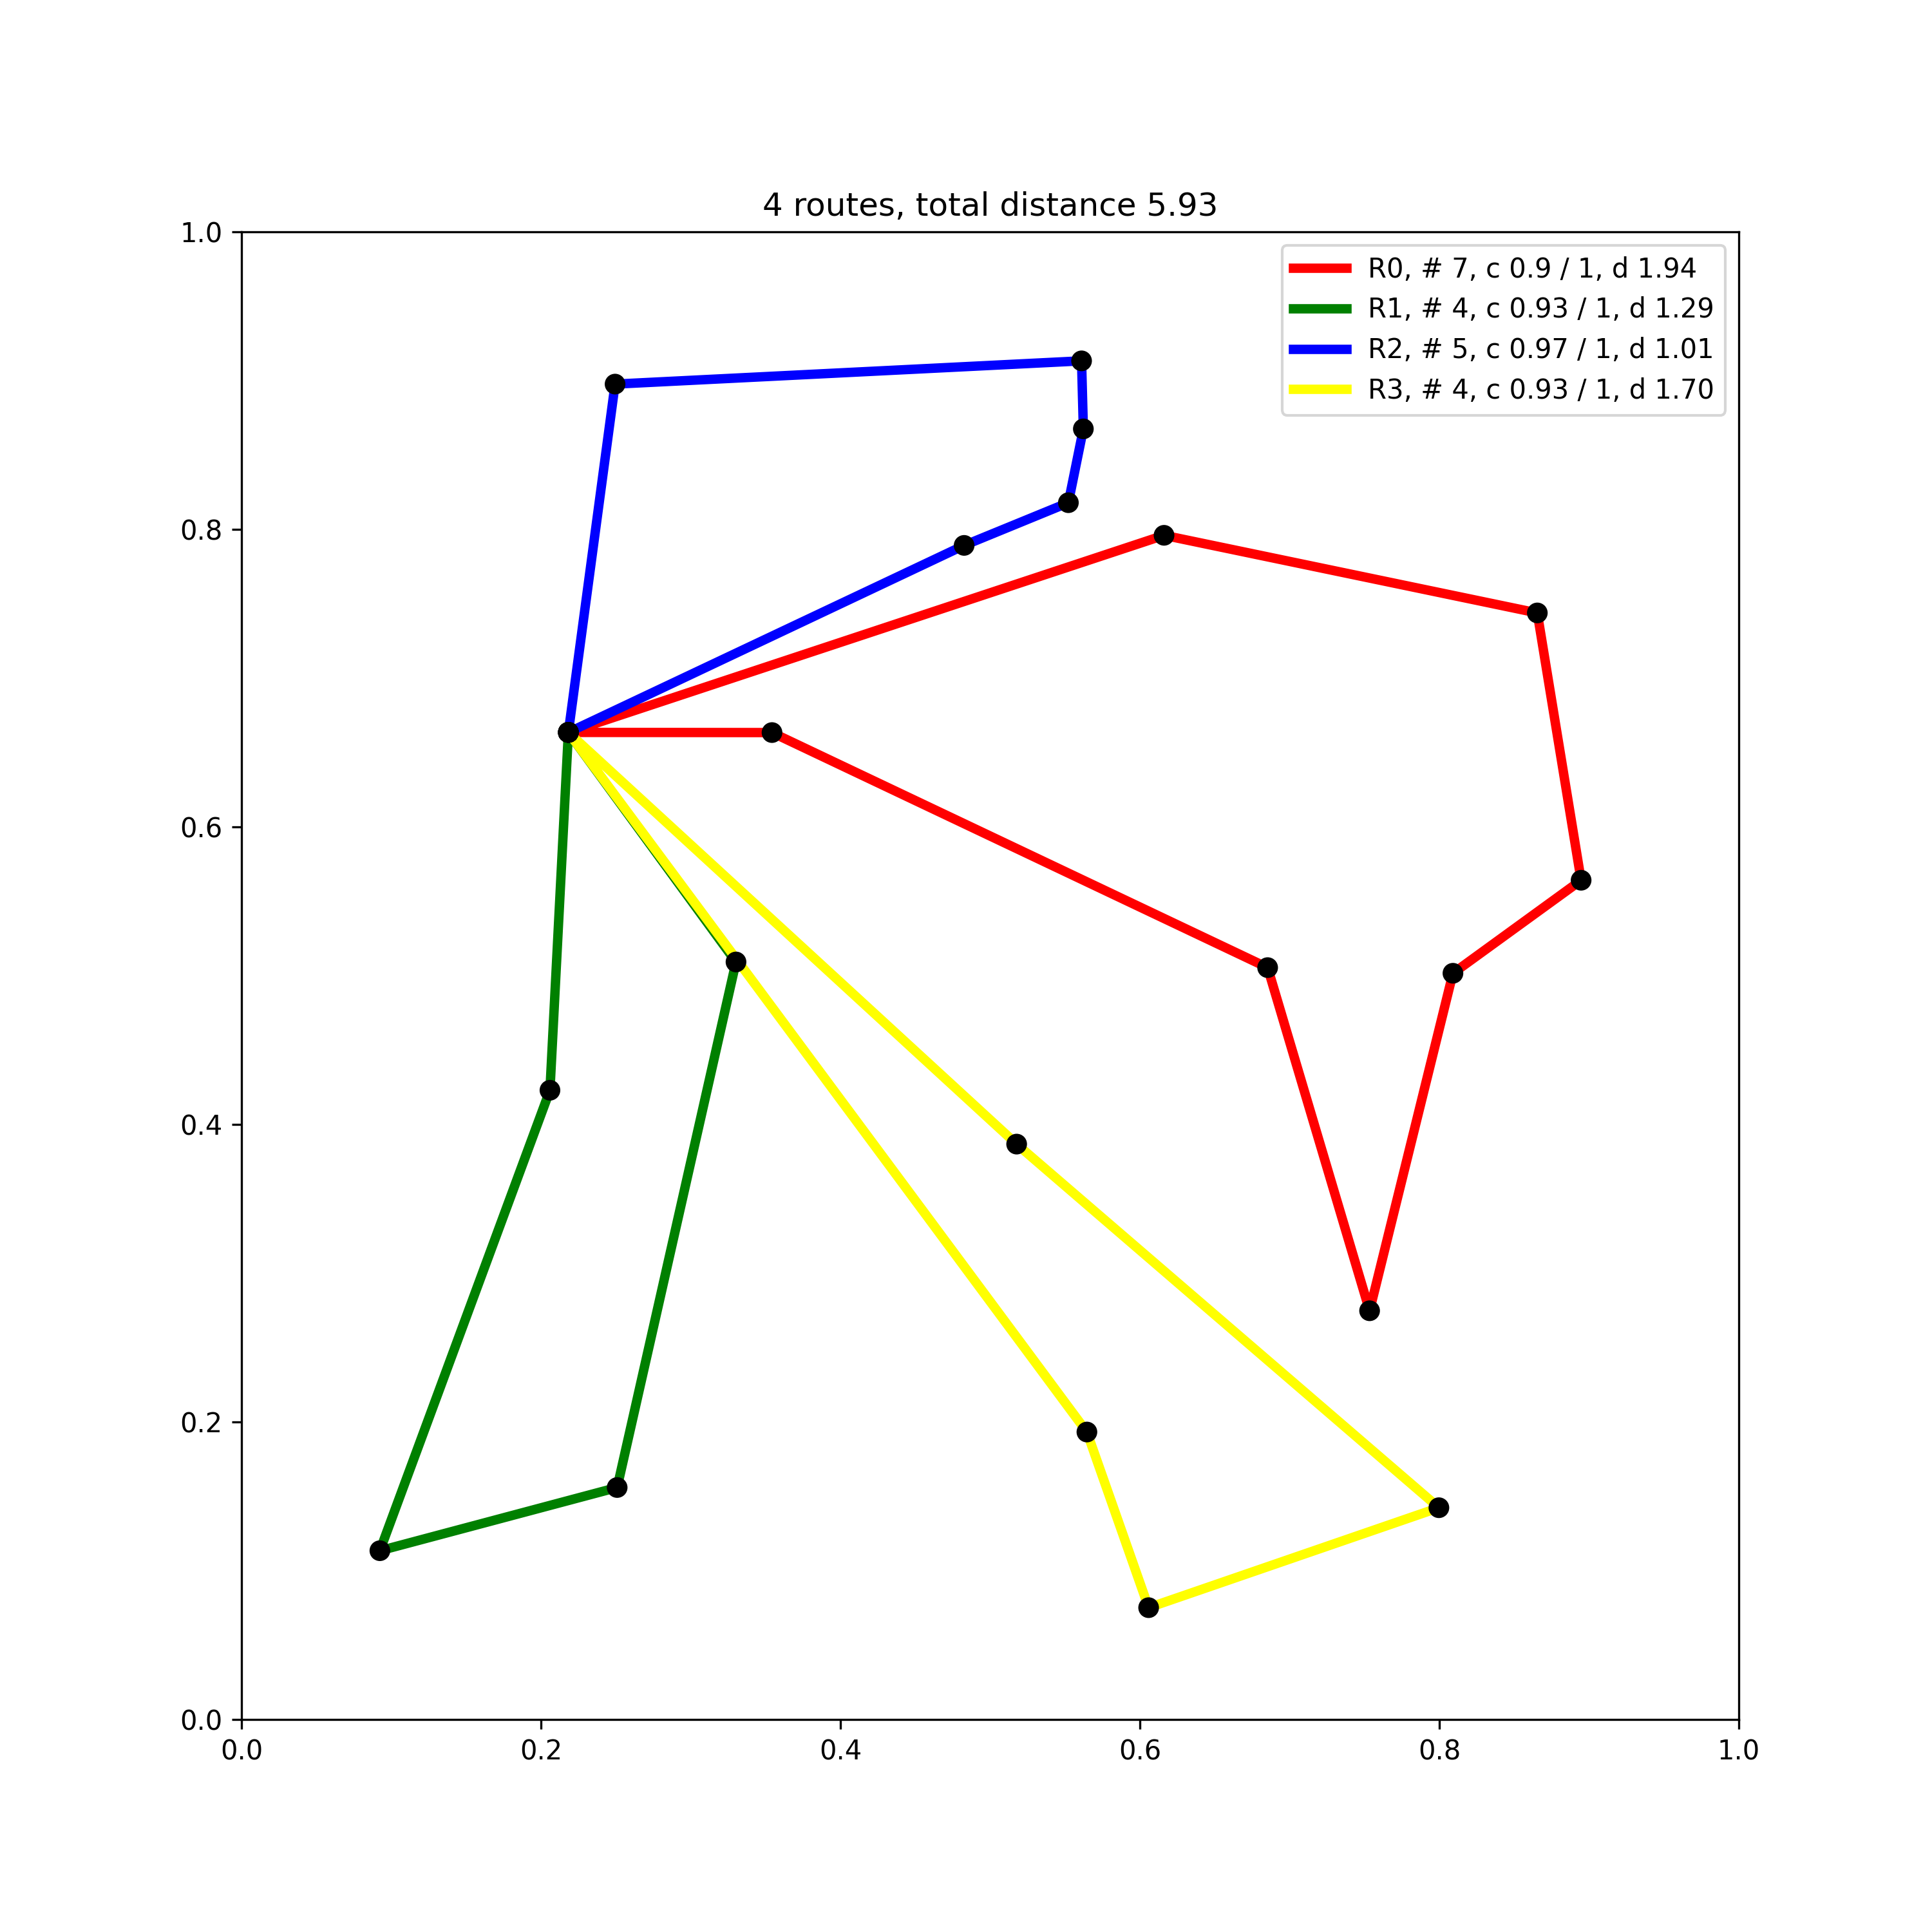 4 routes, total distance 5.93
R0, # 7, c 0.9 / 1, d 1.94
R1, # 4, c 0.93 / 1, d 1.29
R2, # 5, c 0.97 / 1, d 1.01
R3, # 4, c 0.93 / 1, d 1.70
1.0
0.8
0.6
0.4
0.2
0.0
0.0 0.2 0.4 0.6 0.8 1.0